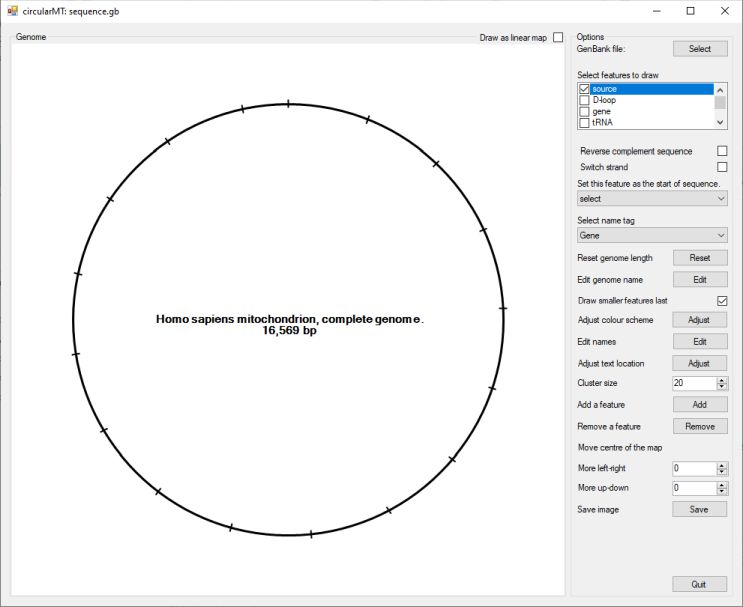 circularMT: sequence.gb
Genome
Draw as linear map
Options
GenBank file:
Select
Select features to draw
source
D-loop
gene
tRNA
Reverse complement sequence
Switch strand
Set this feature as the start of sequence.
select
Select name tag
Gene
Reset genome length
Reset
Edit genome name
Edit
Draw smaller features last
Adjust colour scheme
Adjust
Edit names
Edit
Adjust text location
Adjust
Cluster size
20
Add a feature
Add
Remove a feature
Remove
Move centre of the map
More left-right
0
More up-down
0
Save image
Save
Quit
Homo sapiens mitochondrion, complete genome.
16,569 bp